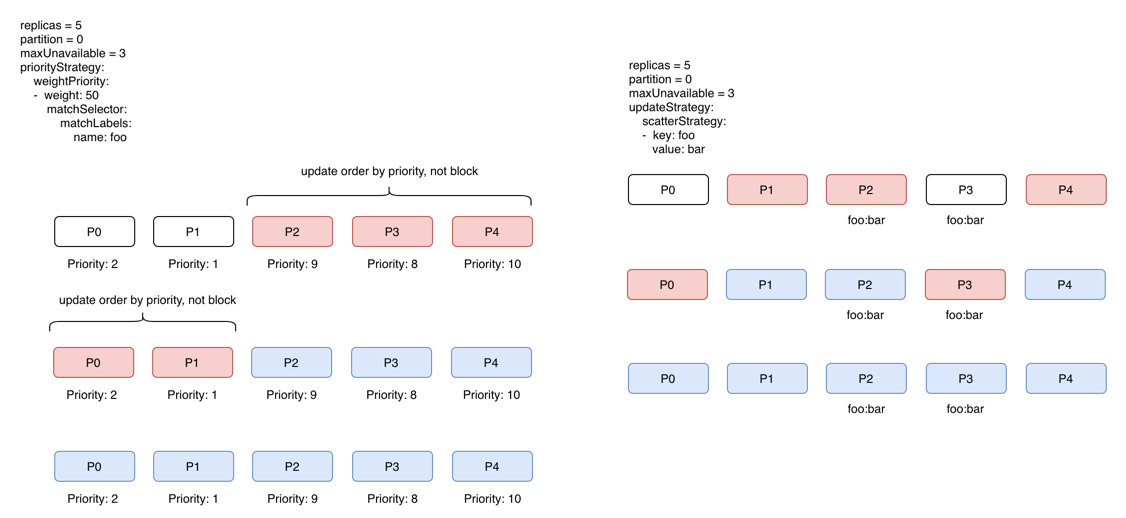 replicas = 5
partition = 0
maxUnavailable = 3
priorityStrategy:
weightPriority:
- weight: 50
matchSelector:
matchLabels:
name: foo
update order by priority, not block
P0 P1 P2 P3 P4
Priority: 2 Priority: 1 Priority: 9 Priority: 8 Priority: 10
update order by priority, not block
P0 P1 P2 P3 P4
Priority: 2 Priority: 1 Priority: 9 Priority: 8 Priority: 10
P0 P1 P2 P3 P4
Priority: 2 Priority: 1 Priority: 9 Priority: 8 Priority: 10
replicas = 5
partition = 0
maxUnavailable = 3
updateStrategy:
scatterStrategy:
- key: foo
value: bar
P0 P1 P2 P3 P4
foo:bar foo:bar
P0 P1 P2 P3 P4
foo:bar foo:bar
P0 P1 P2 P3 P4
foo:bar foo:bar